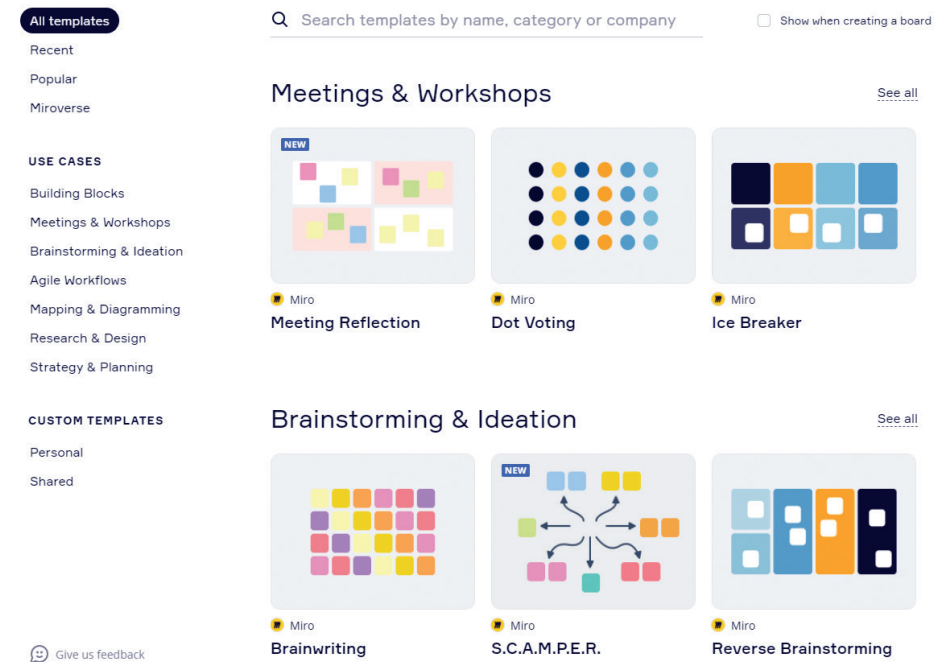 All templates
Recent
Popular
Miroverse
USE CASES
Building Blocks
Meetings & Workshops
Brainstorming & Ideation
Agile Workflows
Mapping & Diagramming
Research & Design
Strategy & Planning
CUSTOM TEMPLATES
Personal
Shared
Give us feedback
Search templates by name, category or company
Show when creating a board
Meetings & Workshops
See all
NEW
Miro
Meeting Reflection
Miro
Dot Voting
Miro
Ice Breaker
Brainstorming & Ideation
See all
Miro
Brainwriting
NEW
Miro
S.C.A.M.P.E.R.
Miro
Reverse Brainstorming